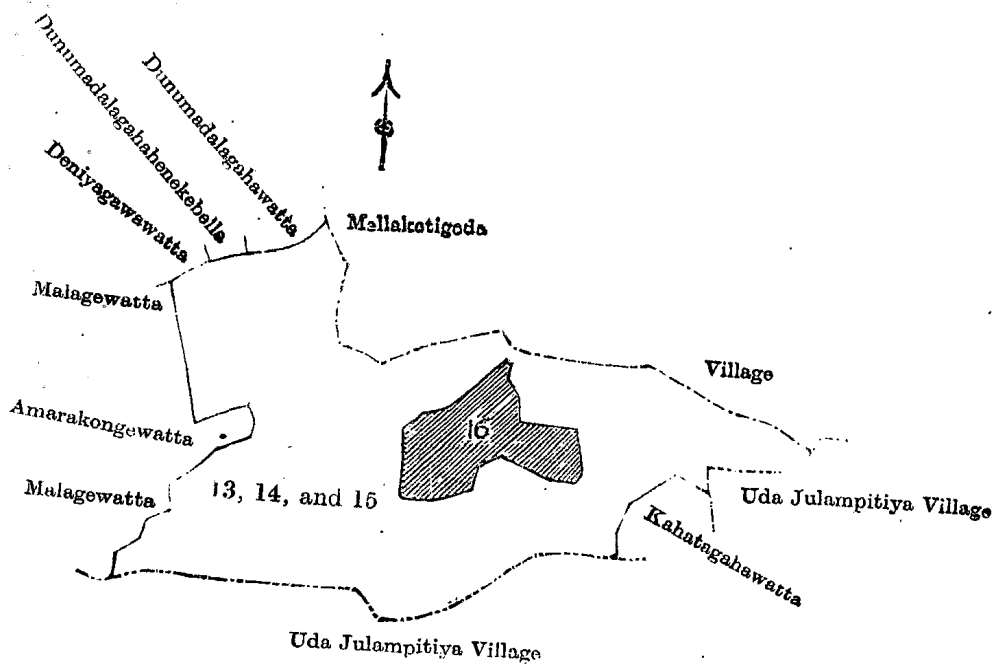 Dunumadalagahahenekebella
Dunumadalagahawatta
Deniyagawawatta
Mallakotigoda
Malagewatta
Village
Amarakongewatta
16
Malagewatta
13, 14, and 15
Uda Julampitiya Village
Kahatagahawatta
Uda Julampitiya Village